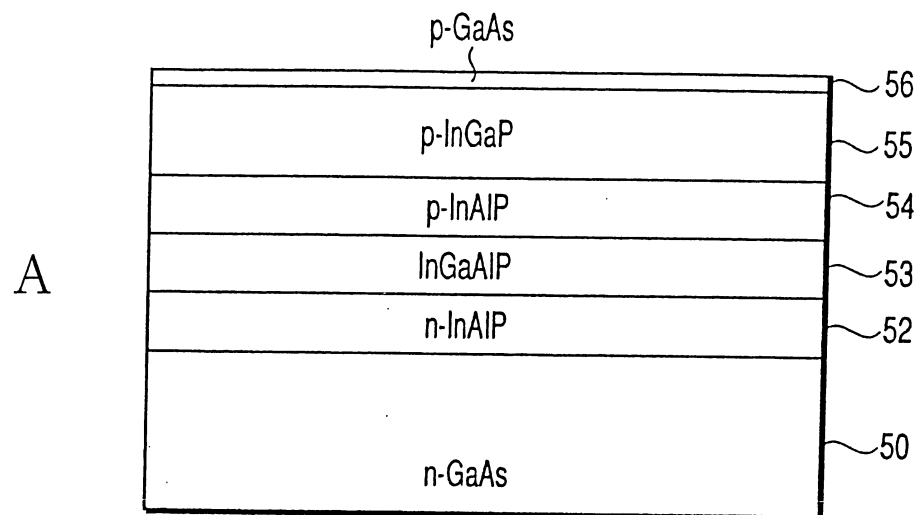 p-GaAs
56
p-InGaP
55
p-InAlP
54
A
InGaAlP
53
n-InAlP
52
50
n-GaAs